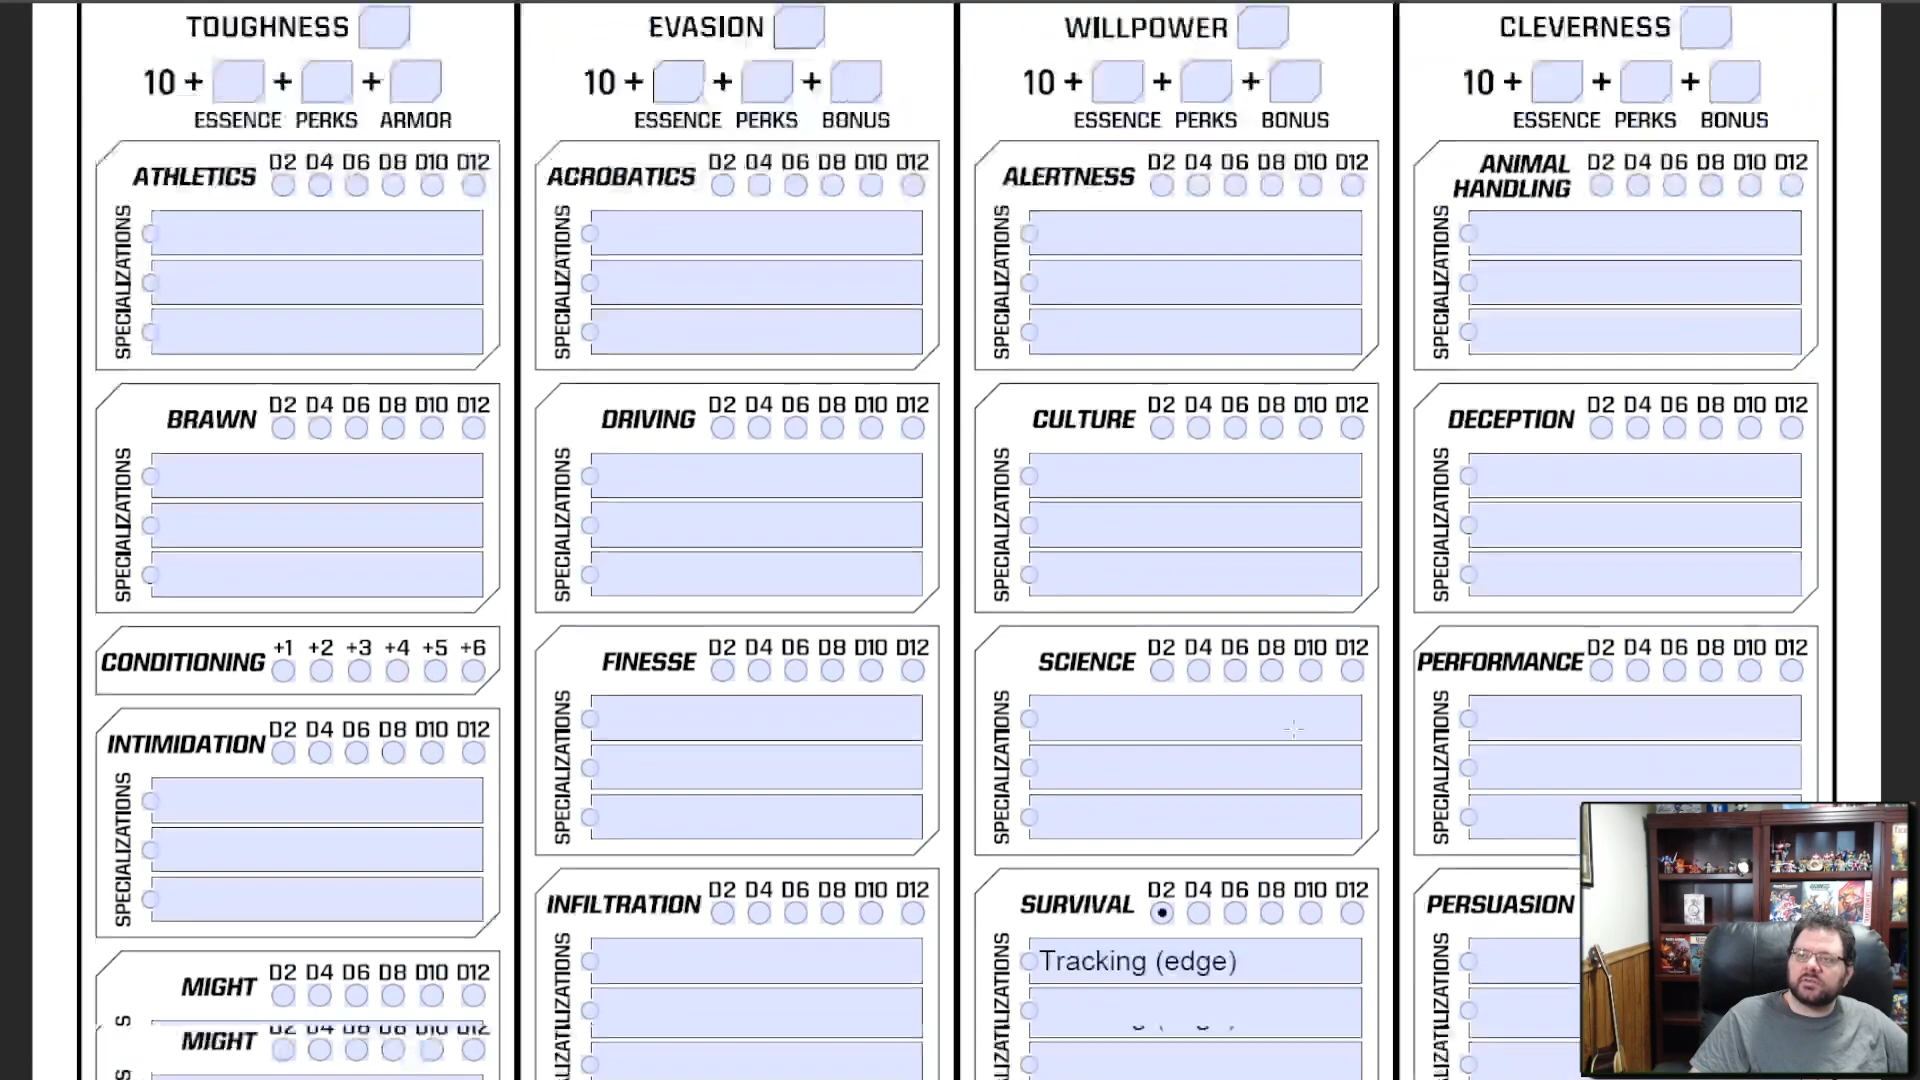 TOUGHNESS
10 + + +
ESSENCE PERKS ARMOR
ATHLETICS D2 D4 D6 D8 D10 D12
SPECIALIZATIONS
BRAWN D2 D4 D6 D8 D10 D12
SPECIALIZATIONS
CONDITIONING +1 +2 +3 +4 +5 +6
INTIMIDATION D2 D4 D6 D8 D10 D12
SPECIALIZATIONS
MIGHT D2 D4 D6 D8 D10 D12
S
MIGHT D2 D4 D6 D8 D10 D12
S
EVASION
10 + + +
ESSENCE PERKS BONUS
ACROBATICS D2 D4 D6 D8 D10 D12
SPECIALIZATIONS
DRIVING D2 D4 D6 D8 D10 D12
SPECIALIZATIONS
FINESSE D2 D4 D6 D8 D10 D12
SPECIALIZATIONS
INFILTRATION D2 D4 D6 D8 D10 D12
WILLPOWER
10 + + +
ESSENCE PERKS BONUS
ALERTNESS D2 D4 D6 D8 D10 D12
SPECIALIZATIONS
CULTURE D2 D4 D6 D8 D10 D12
SPECIALIZATIONS
SCIENCE D2 D4 D6 D8 D10 D12
SPECIALIZATIONS
SURVIVAL D2 D4 D6 D8 D10 D12
Tracking (edge)
CLEVERNESS
10 + + +
ESSENCE PERKS BONUS
ANIMAL
HANDLING D2 D4 D6 D8 D10 D12
SPECIALIZATIONS
DECEPTION D2 D4 D6 D8 D10 D12
SPECIALIZATIONS
PERFORMANCE D2 D4 D6 D8 D10 D12
SPECIALIZATIONS
PERSUASION